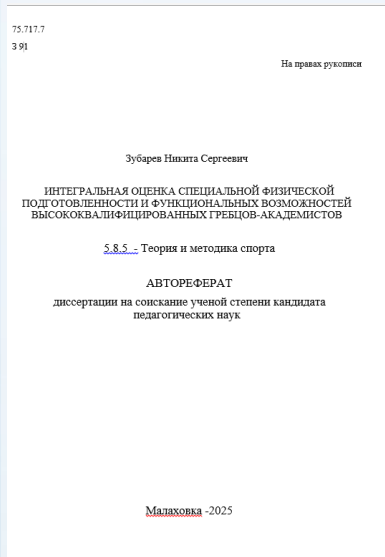 75.717.7
З 91
На правах рукописи
Зубарев Никита Сергеевич
ИНТЕГРАЛЬНАЯ ОЦЕНКА СПЕЦИАЛЬНОЙ ФИЗИЧЕСКОЙ
ПОДГОТОВЛЕННОСТИ И ФУНКЦИОНАЛЬНЫХ ВОЗМОЖНОСТЕЙ
ВЫСОКОКВАЛИФИЦИРОВАННЫХ ГРЕБЦОВ-АКАДЕМИСТОВ
5.8.5 - Теория и методика спорта
АВТОРЕФЕРАТ
диссертации на соискание ученой степени кандидата
педагогических наук
Малаховка -2025